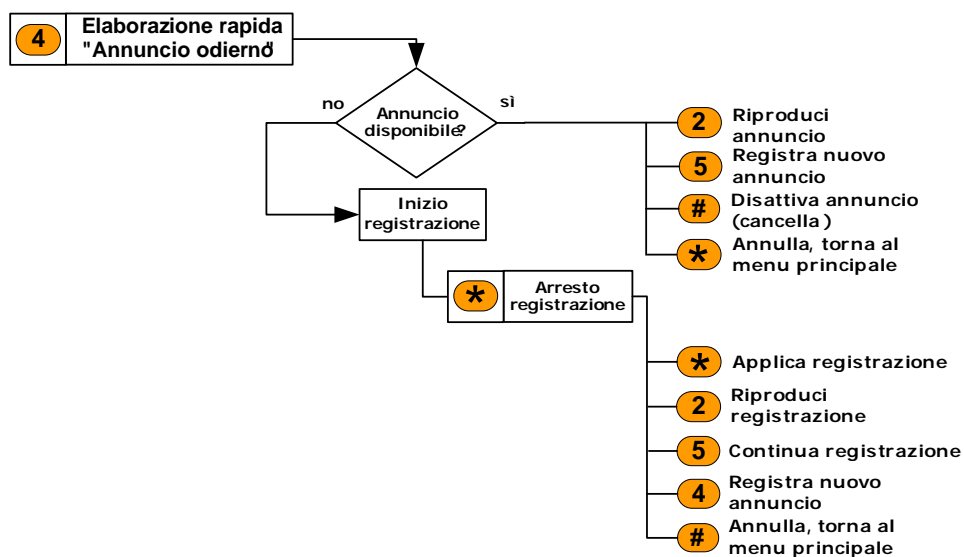 4 Elaborazione rapida
"Annuncio odierno"
no
Annuncio
disponibile?
sì
2 Riproduci
annuncio
5 Registra nuovo
annuncio
# Disattiva annuncio
(cancella)
* Annulla, torna al
menu principale
Inizio
registrazione
* Arresto
registrazione
* Applica registrazione
2 Riproduci
registrazione
5 Continua registrazione
4 Registra nuovo
annuncio
# Annulla, torna al
menu principale